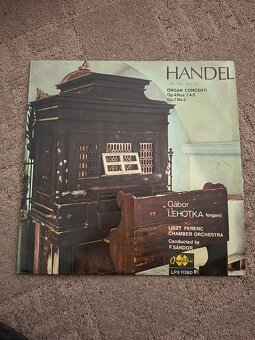 HANDEL
ORGAN CONCERTI
Op.4 Nos. 1,4,5
Op.7 No.3
Gábor
LEHOTKA (organ)
LISZT FERENC
CHAMBER ORCHESTRA
Conducted by
F. SÁNDOR
LPX 11380